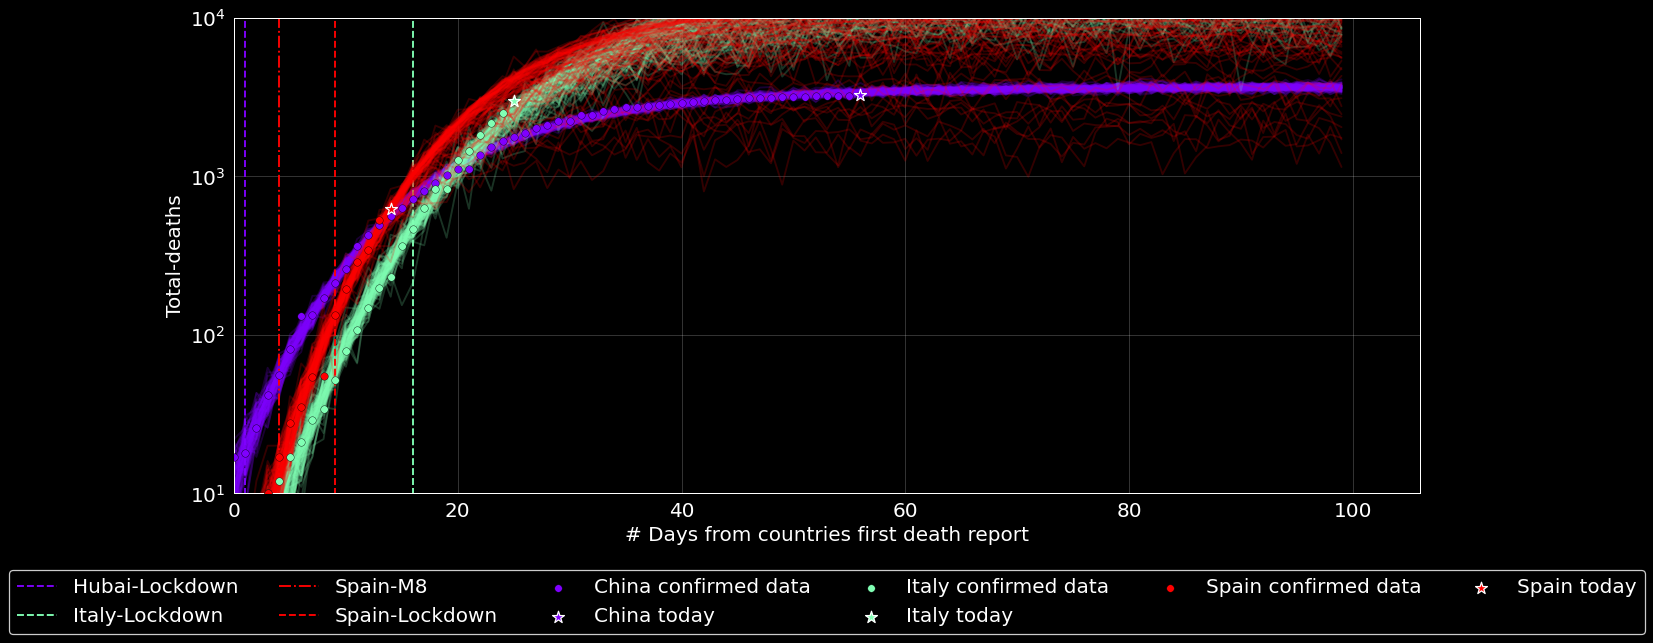 10⁴
10³
10²
10¹
Total-deaths
0 20 40 60 80 100
# Days from countries first death report
Hubai-Lockdown Spain-M8 China confirmed data Italy confirmed data Spain confirmed data Spain today
Italy-Lockdown Spain-Lockdown China today Italy today